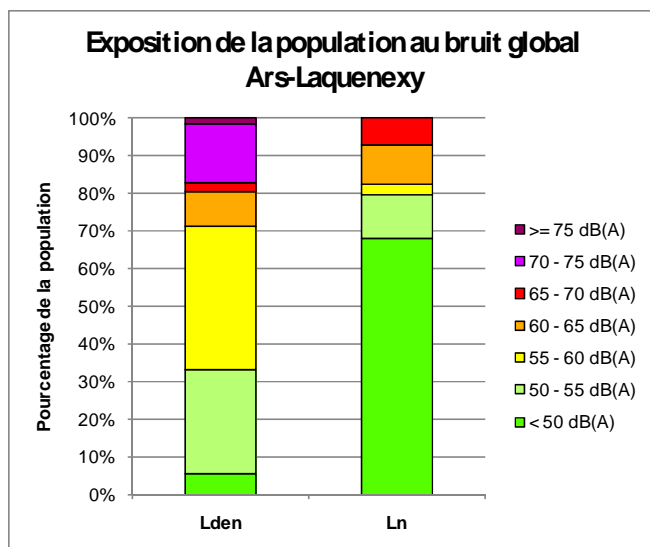 Exposition de la population au bruit global
Ars-Laquenexy
Pourcentage de la population
100%
90%
80%
70%
60%
50%
40%
30%
20%
10%
0%
Lden
Ln
>= 75 dB(A)
70 - 75 dB(A)
65 - 70 dB(A)
60 - 65 dB(A)
55 - 60 dB(A)
50 - 55 dB(A)
< 50 dB(A)